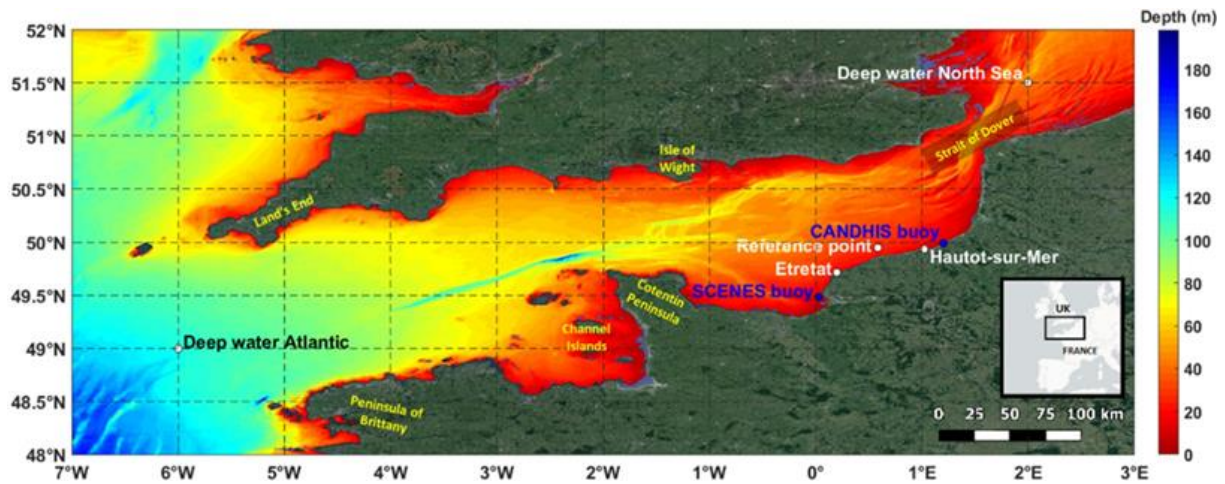 Depth (m)
52°N
51.5°N
51°N
50.5°N
50°N
49.5°N
49°N
48.5°N
48°N
7°W
6°W
5°W
4°W
3°W
2°W
1°W
0°
1°E
2°E
3°E
180
160
140
120
100
80
60
40
20
0
Deep water North Sea
Strait of Dover
Isle of
Wight
Land's End
CANDHIS buoy
Reference point
Hautot-sur-Mer
Etretat
SCENES buoy
Cotentin
Peninsula
Channel
Islands
Deep water Atlantic
Peninsula of
Brittany
UK
FRANCE
0 25 50 75 100 km